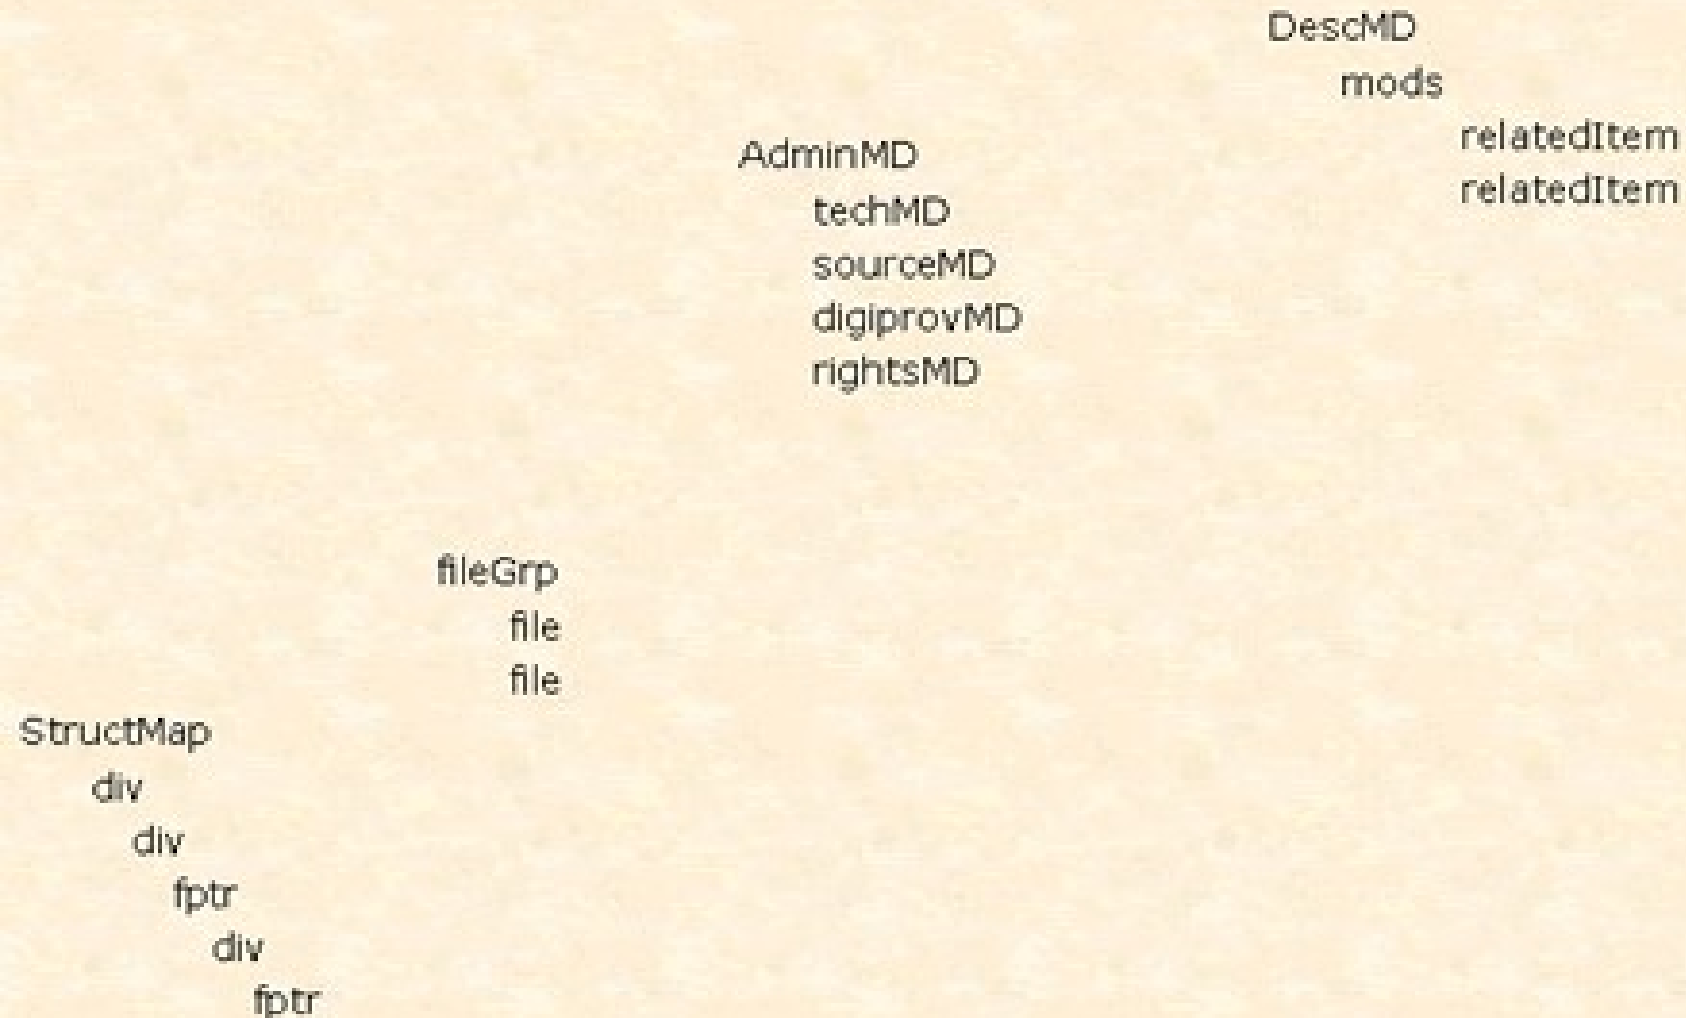 DescMD
mods
relatedItem
relatedItem
AdminMD
techMD
sourceMD
digiprovMD
rightsMD
fileGrp
file
file
StructMap
div
div
fptr
div
fptr